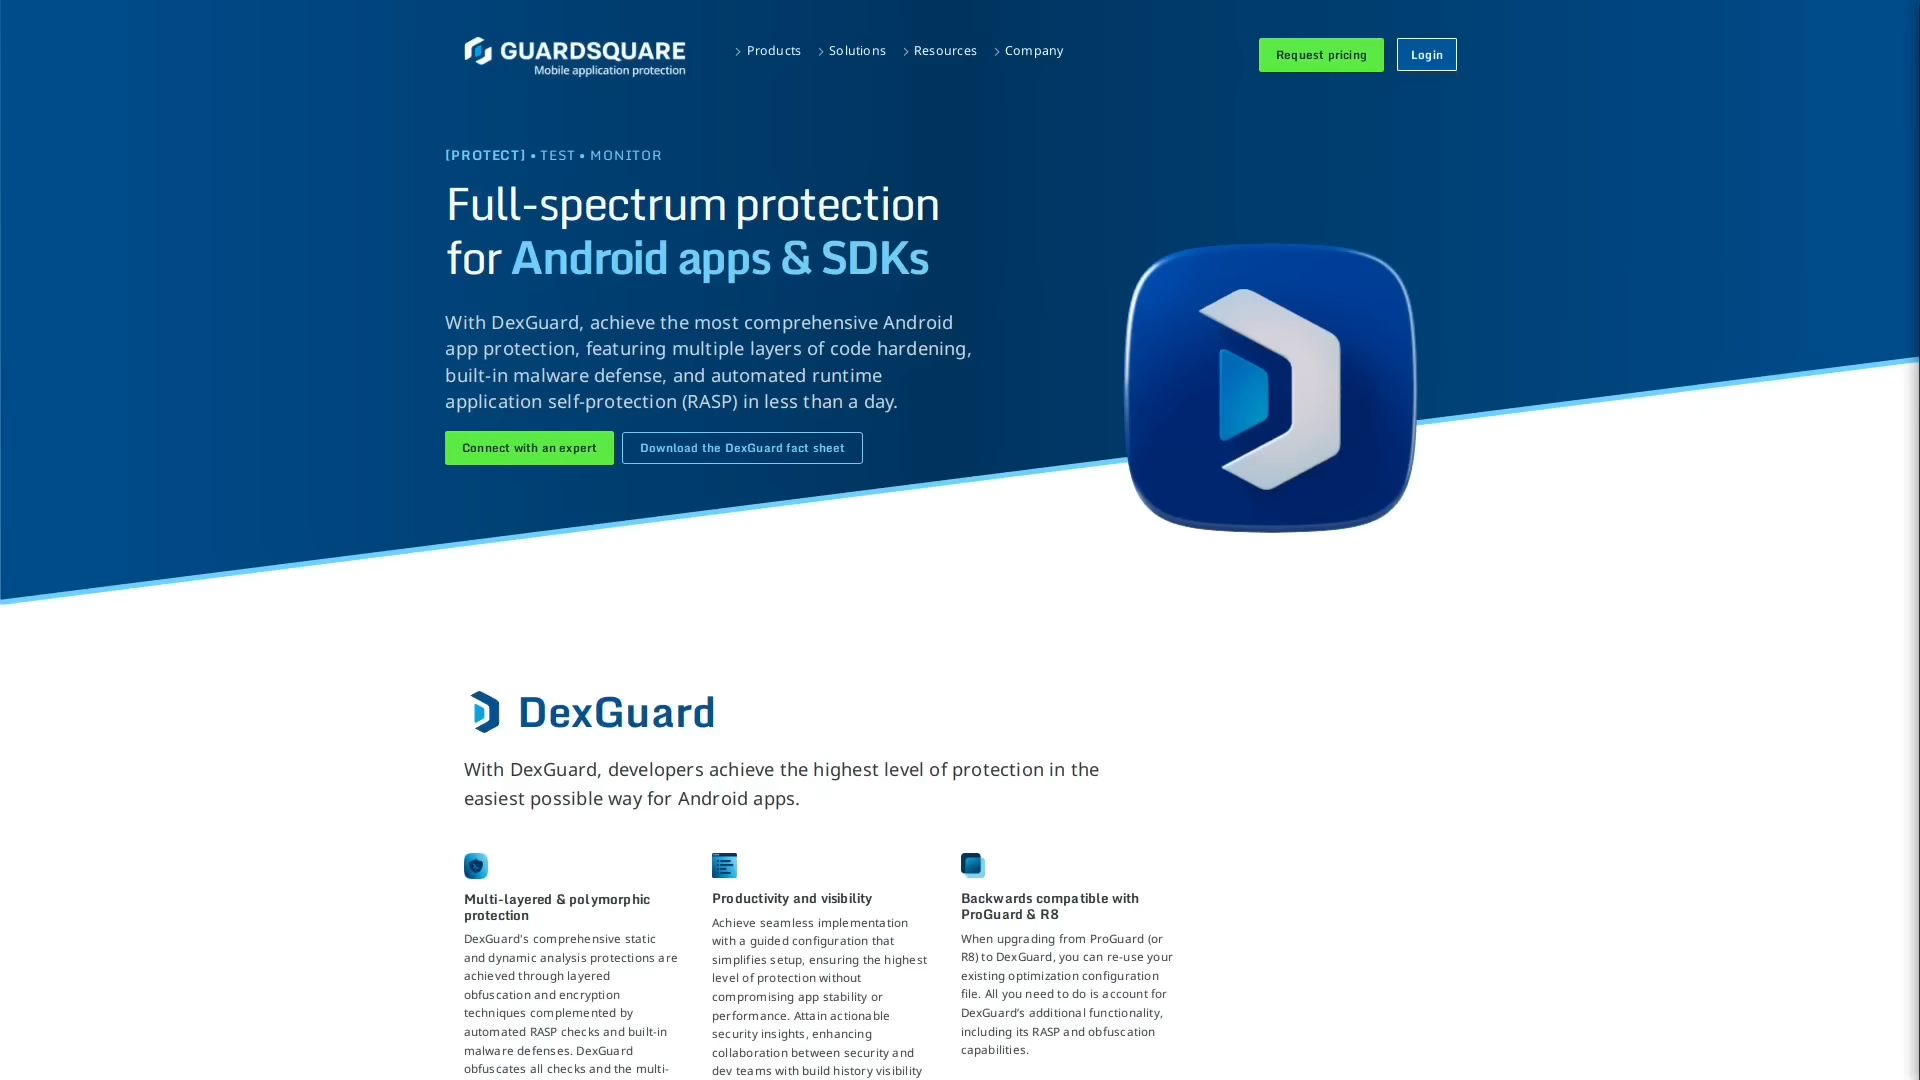 GUARDSQUARE
Mobile application protection
Products
Solutions
Resources
Company
Request pricing
Login
[PROTECT] • TEST • MONITOR
Full-spectrum protection
for Android apps & SDKs
With DexGuard, achieve the most comprehensive Android
app protection, featuring multiple layers of code hardening,
built-in malware defense, and automated runtime
application self-protection (RASP) in less than a day.
Connect with an expert
Download the DexGuard fact sheet
DexGuard
With DexGuard, developers achieve the highest level of protection in the
easiest possible way for Android apps.
Multi-layered & polymorphic
protection
DexGuard's comprehensive static
and dynamic analysis protections are
achieved through layered
obfuscation and encryption
techniques complemented by
automated RASP checks and built-in
malware defenses. DexGuard
obfuscates all checks and the multi-
Productivity and visibility
Achieve seamless implementation
with a guided configuration that
simplifies setup, ensuring the highest
level of protection without
compromising app stability or
performance. Attain actionable
security insights, enhancing
collaboration between security and
dev teams with build history visibility
Backwards compatible with
ProGuard & R8
When upgrading from ProGuard (or
R8) to DexGuard, you can re-use your
existing optimization configuration
file. All you need to do is account for
DexGuard’s additional functionality,
including its RASP and obfuscation
capabilities.